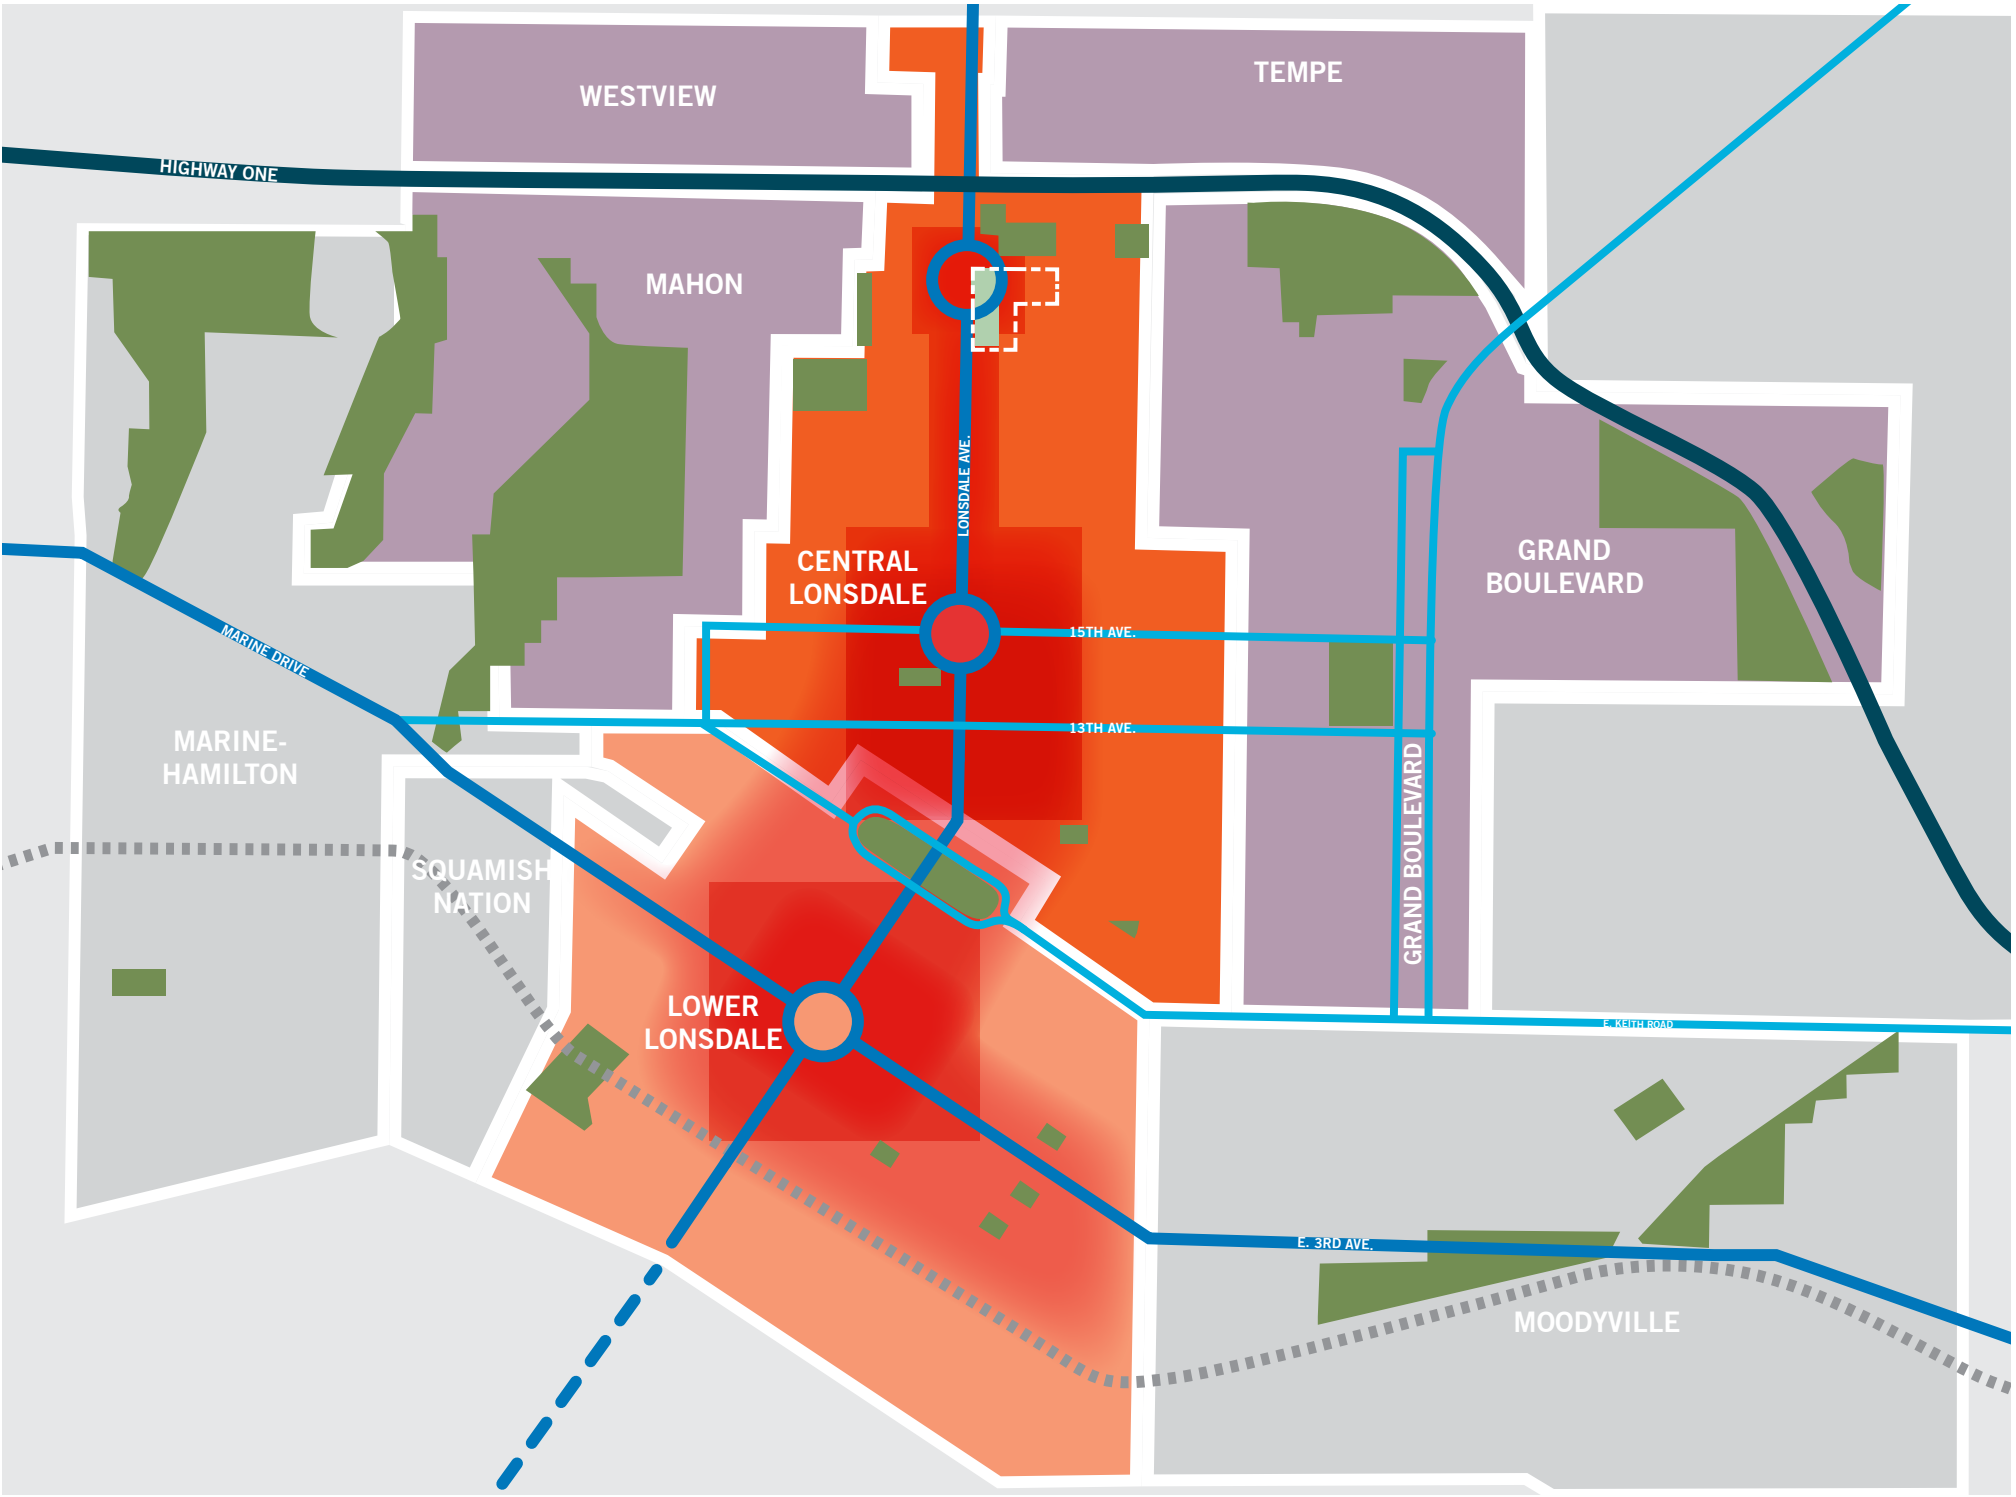 WESTVIEW
TEMPE
HIGHWAY ONE
MAHON
LONSDALE AVE.
CENTRAL
LONSDALE
GRAND
BOULEVARD
15TH AVE.
MARINE DRIVE
13TH AVE.
MARINE-
HAMILTON
GRAND BOULEVARD
SQUAMISH
NATION
LOWER
LONSDALE
E. KEITH ROAD
E. 3RD AVE.
MOODYVILLE